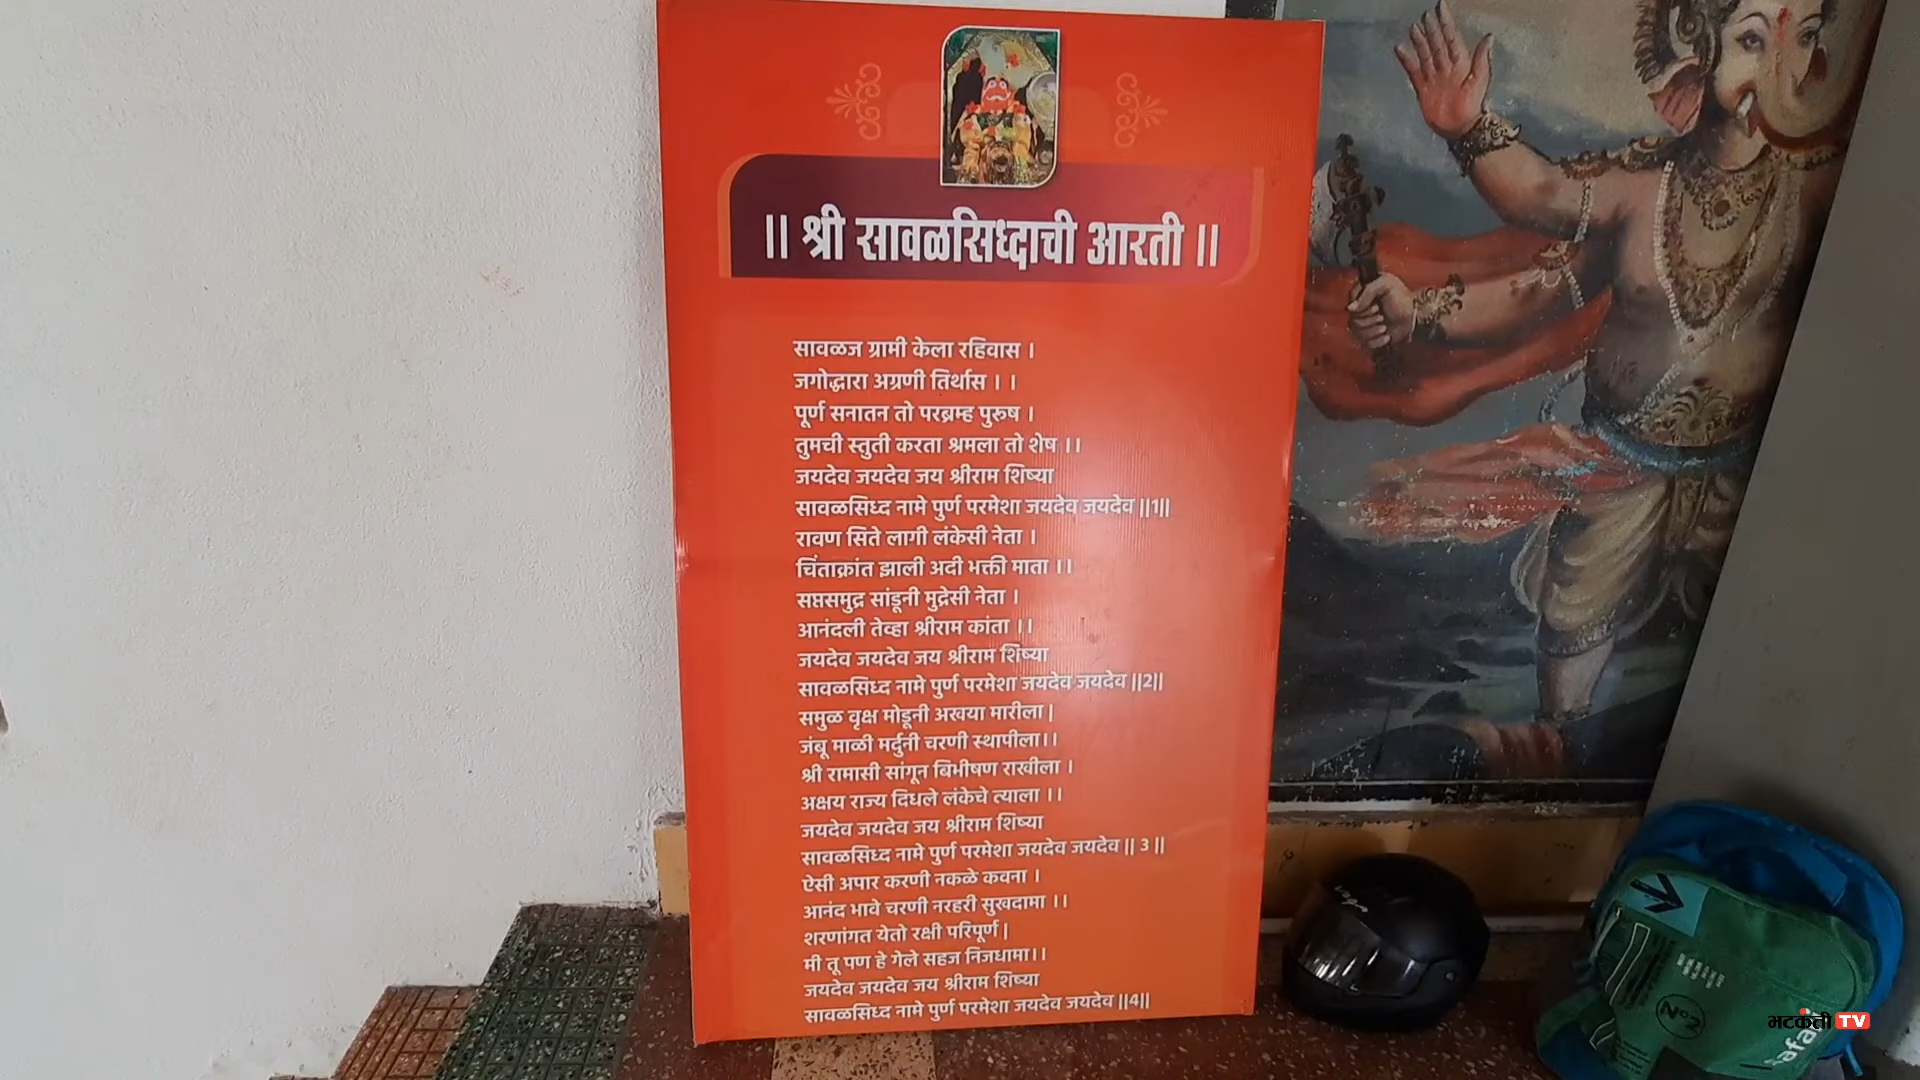 || श्री सावळसिध्दाची आरती ||
सावळज ग्रामी केला रहिवास ।
जगोद्धारा अग्रणी तिर्थास । ।
पूर्ण सनातन तो परब्रम्ह पुरूष ।
तुमची स्तुती करता श्रमला तो शेष ।।
जयदेव जयदेव जय श्रीराम शिष्या
सावळसिध्द नामे पुर्ण परमेशा जयदेव जयदेव ||1||
रावण सिते लागी लंकेसी नेता ।
चिंताक्रांत झाली अदी भक्ती माता ।।
सप्तसमुद्र सांडूनी मुद्रेसी नेता ।
आनंदली तेव्हा श्रीराम कांता ।।
जयदेव जयदेव जय श्रीराम शिष्या
सावळसिध्द नामे पुर्ण परमेशा जयदेव जयदेव ||2||
समुळ वृक्ष मोडूनी अखया मारीला |
जंबू माळी मर्दुनी चरणी स्थापीला।।
श्री रामासी सांगून बिभीषण राखीला ।
अक्षय राज्य दिधले लंकेचे त्याला ।।
जयदेव जयदेव जय श्रीराम शिष्या
सावळसिध्द नामे पुर्ण परमेशा जयदेव जयदेव || 3 ||
ऐसी अपार करणी नकळे कवना ।
आनंद भावे चरणी नरहरी सुखदामा ।।
शरणांगत येतो रक्षी परिपूर्ण |
मी तू पण हे गेले सहज निजधामा।।
जयदेव जयदेव जय श्रीराम शिष्या
सावळसिध्द नामे पुर्ण परमेशा जयदेव जयदेव ||4||
vega
Nº2
भटकंती TV